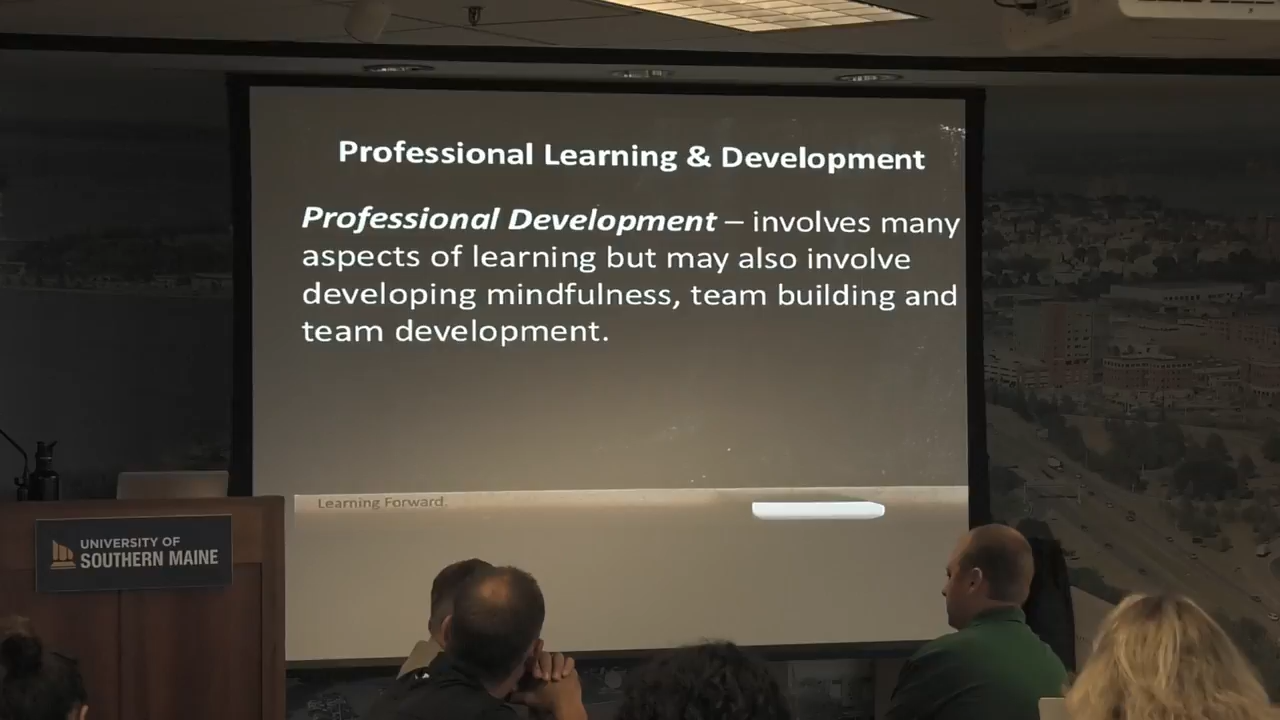 Professional Learning & Development
Professional Development – involves many
aspects of learning but may also involve
developing mindfulness, team building and
team development.
Learning Forward.
UNIVERSITY OF
SOUTHERN MAINE